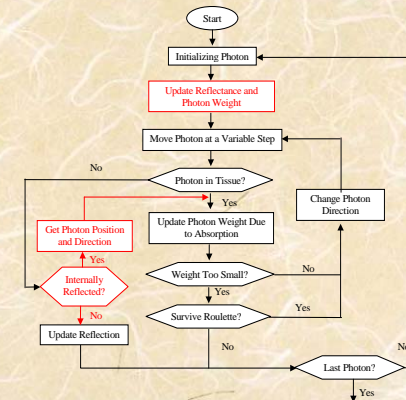 Start
Initializing Photon
Update Reflectance and
Photon Weight
Move Photon at a Variable Step
No
Photon in Tissue?
Yes
Change Photon
Direction
Get Photon Position
and Direction
Update Photon Weight Due
to Absorption
Yes
Internally
Reflected?
Weight Too Small?
No
Yes
No
Survive Roulette?
Yes
Update Reflection
No
Last Photon?
No
Yes